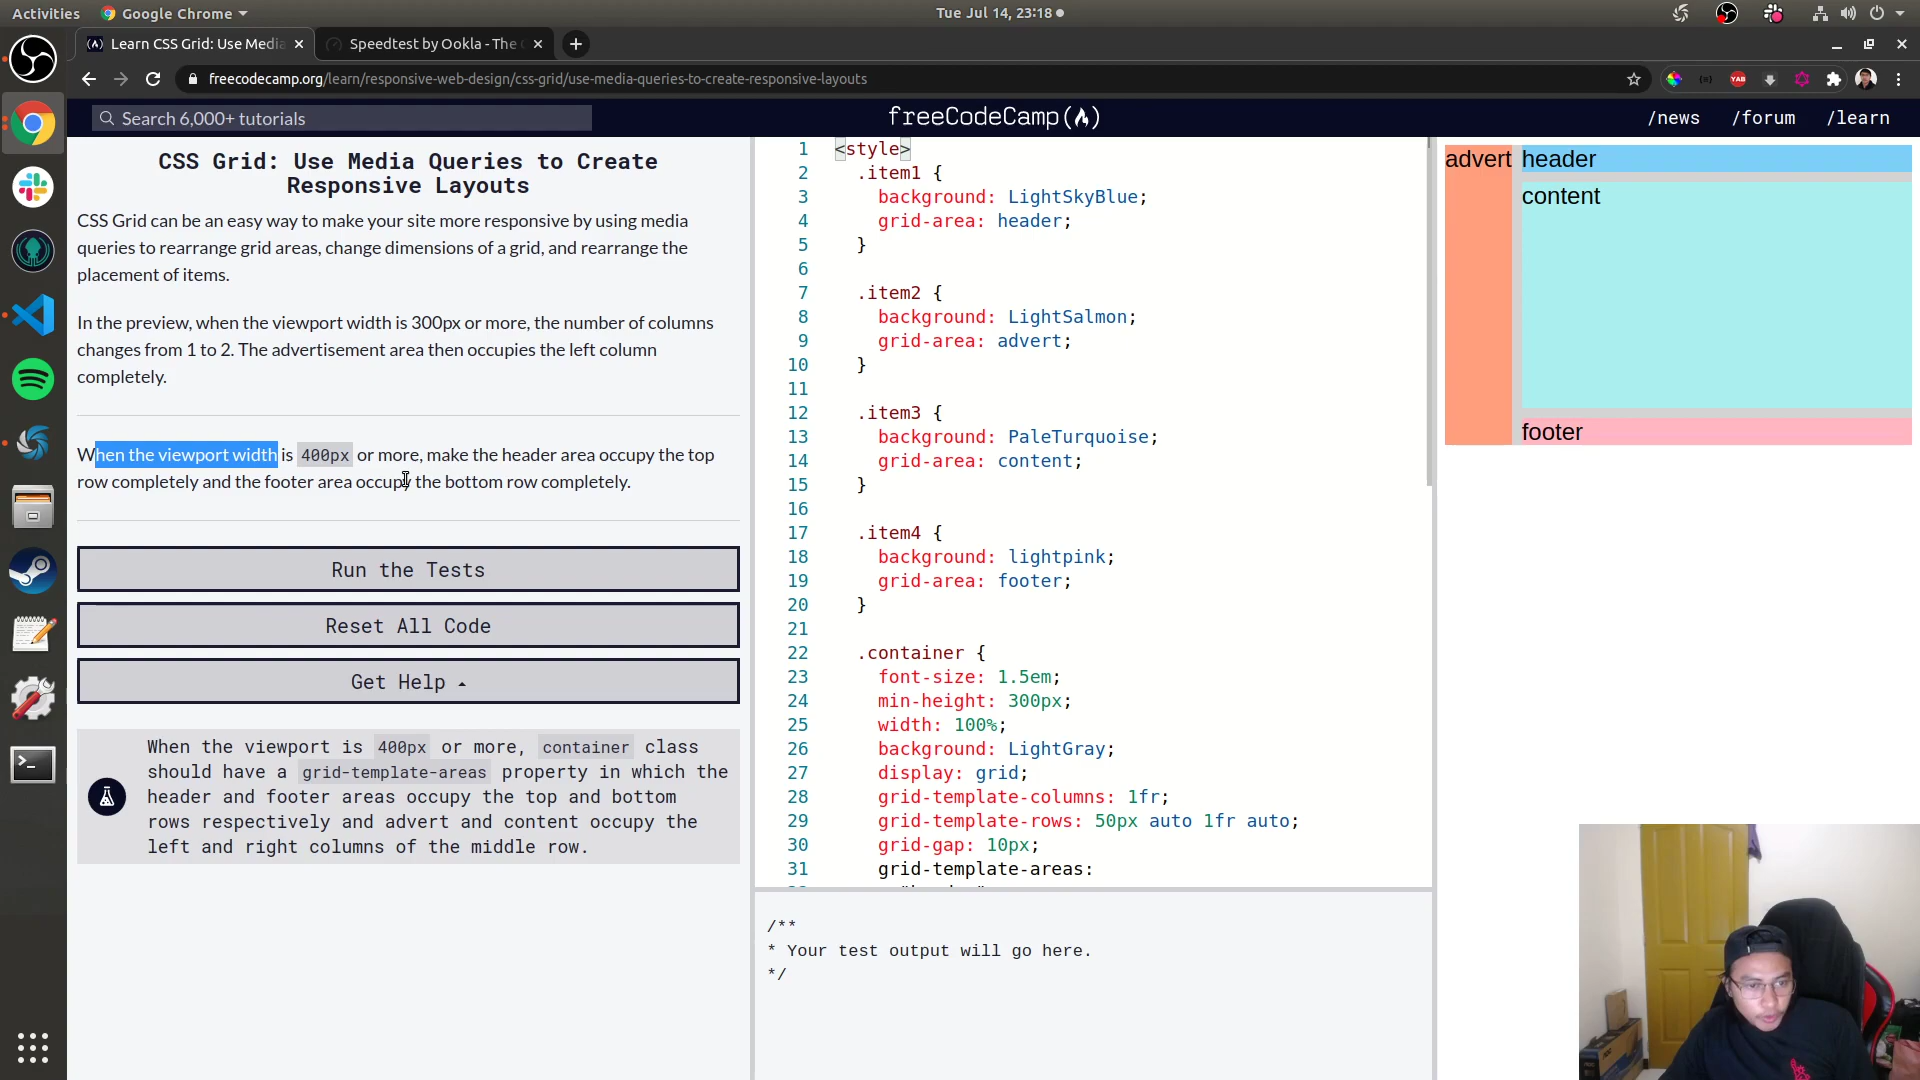 Activities
Google Chrome
Tue Jul 14, 23:18
Learn CSS Grid: Use Media
Speedtest by Ookla - The
freecodecamp.org/learn/responsive-web-design/css-grid/use-media-queries-to-create-responsive-layouts
Search 6,000+ tutorials
freeCodeCamp
/news
/forum
/learn
CSS Grid: Use Media Queries to Create
Responsive Layouts
CSS Grid can be an easy way to make your site more responsive by using media
queries to rearrange grid areas, change dimensions of a grid, and rearrange the
placement of items.
In the preview, when the viewport width is 300px or more, the number of columns
changes from 1 to 2. The advertisement area then occupies the left column
completely.
When the viewport width is 400px or more, make the header area occupy the top
row completely and the footer area occupy the bottom row completely.
Run the Tests
Reset All Code
Get Help
When the viewport is 400px or more, container class
should have a grid-template-areas property in which the
header and footer areas occupy the top and bottom
rows respectively and advert and content occupy the
left and right columns of the middle row.
1 <style>
2 .item1 {
3 background: LightSkyBlue;
4 grid-area: header;
5 }
6
7 .item2 {
8 background: LightSalmon;
9 grid-area: advert;
10 }
11
12 .item3 {
13 background: PaleTurquoise;
14 grid-area: content;
15 }
16
17 .item4 {
18 background: lightpink;
19 grid-area: footer;
20 }
21
22 .container {
23 font-size: 1.5em;
24 min-height: 300px;
25 width: 100%;
26 background: LightGray;
27 display: grid;
28 grid-template-columns: 1fr;
29 grid-template-rows: 50px auto 1fr auto;
30 grid-gap: 10px;
31 grid-template-areas:
/**
* Your test output will go here.
*/
advert
header
content
footer